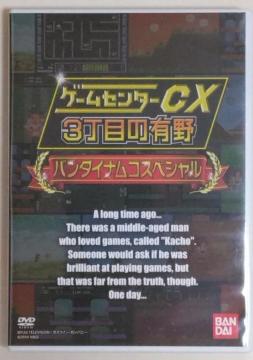 ゲームセンターCX
3丁目の有野
バンダイナムコスペシャル
A long time ago...
There was a middle-aged man
who loved games, called "Kacho".
Someone would ask if he was
brilliant at playing games, but
that was far from the truth, though.
One day...
DVD
VIDEO
BAN
DAI